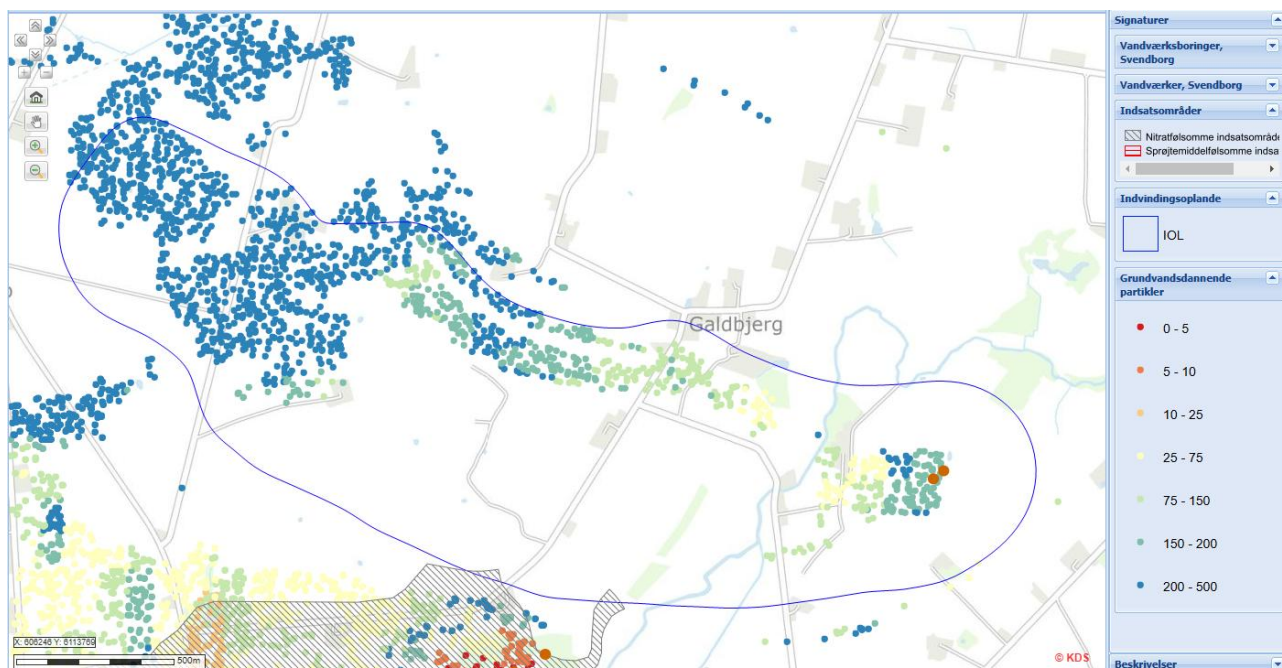 Galdbjerg
X: 606246 Y: 6113769
500m
© KDS
Signaturer
Vandværksboringer,
Svendborg
Vandværker, Svendborg
Indsatsområder
Nitratfølsomme indsatsområde
Sprøjtemiddelfølsomme indsa
Indvindingsoplande
IOL
Grundvandsdannende
partikler
0 - 5
5 - 10
10 - 25
25 - 75
75 - 150
150 - 200
200 - 500
Beskrivelser